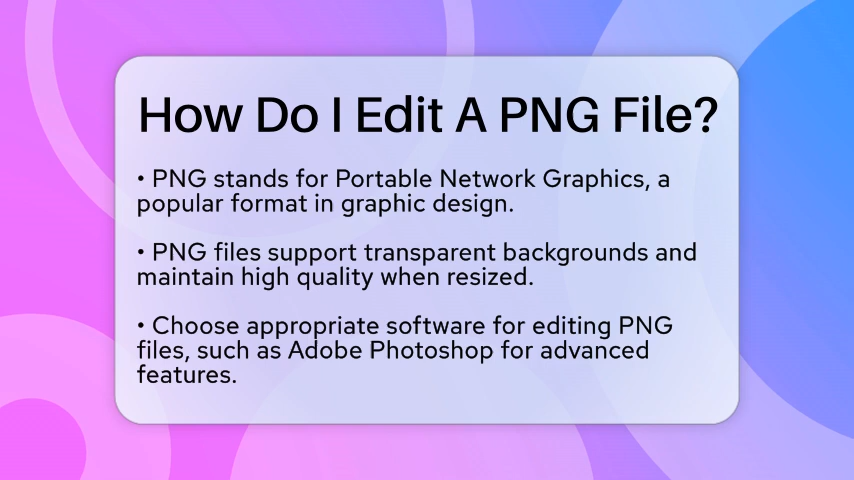 How Do I Edit A PNG File?
• PNG stands for Portable Network Graphics, a
popular format in graphic design.
• PNG files support transparent backgrounds and
maintain high quality when resized.
• Choose appropriate software for editing PNG
files, such as Adobe Photoshop for advanced
features.